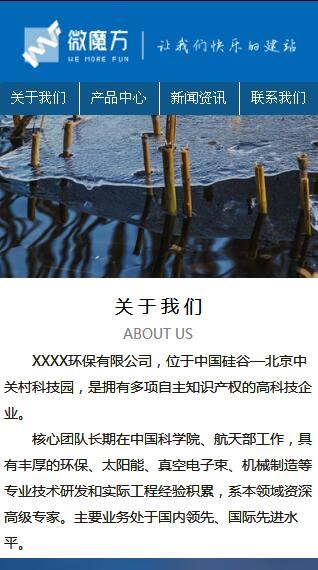 微魔方
WE MORE FUN
让我们快乐的建站
关于我们
产品中心
新闻资讯
联系我们
关于我们
ABOUT US
XXXX环保有限公司，位于中国硅谷—北京中
关村科技园，是拥有多项自主知识产权的高科技企
业。
核心团队长期在中国科学院、航天部工作，具
有丰厚的环保、太阳能、真空电子束、机械制造等
专业技术研发和实际工程经验积累，系本领域资深
高级专家。主要业务处于国内领先、国际先进水
平。